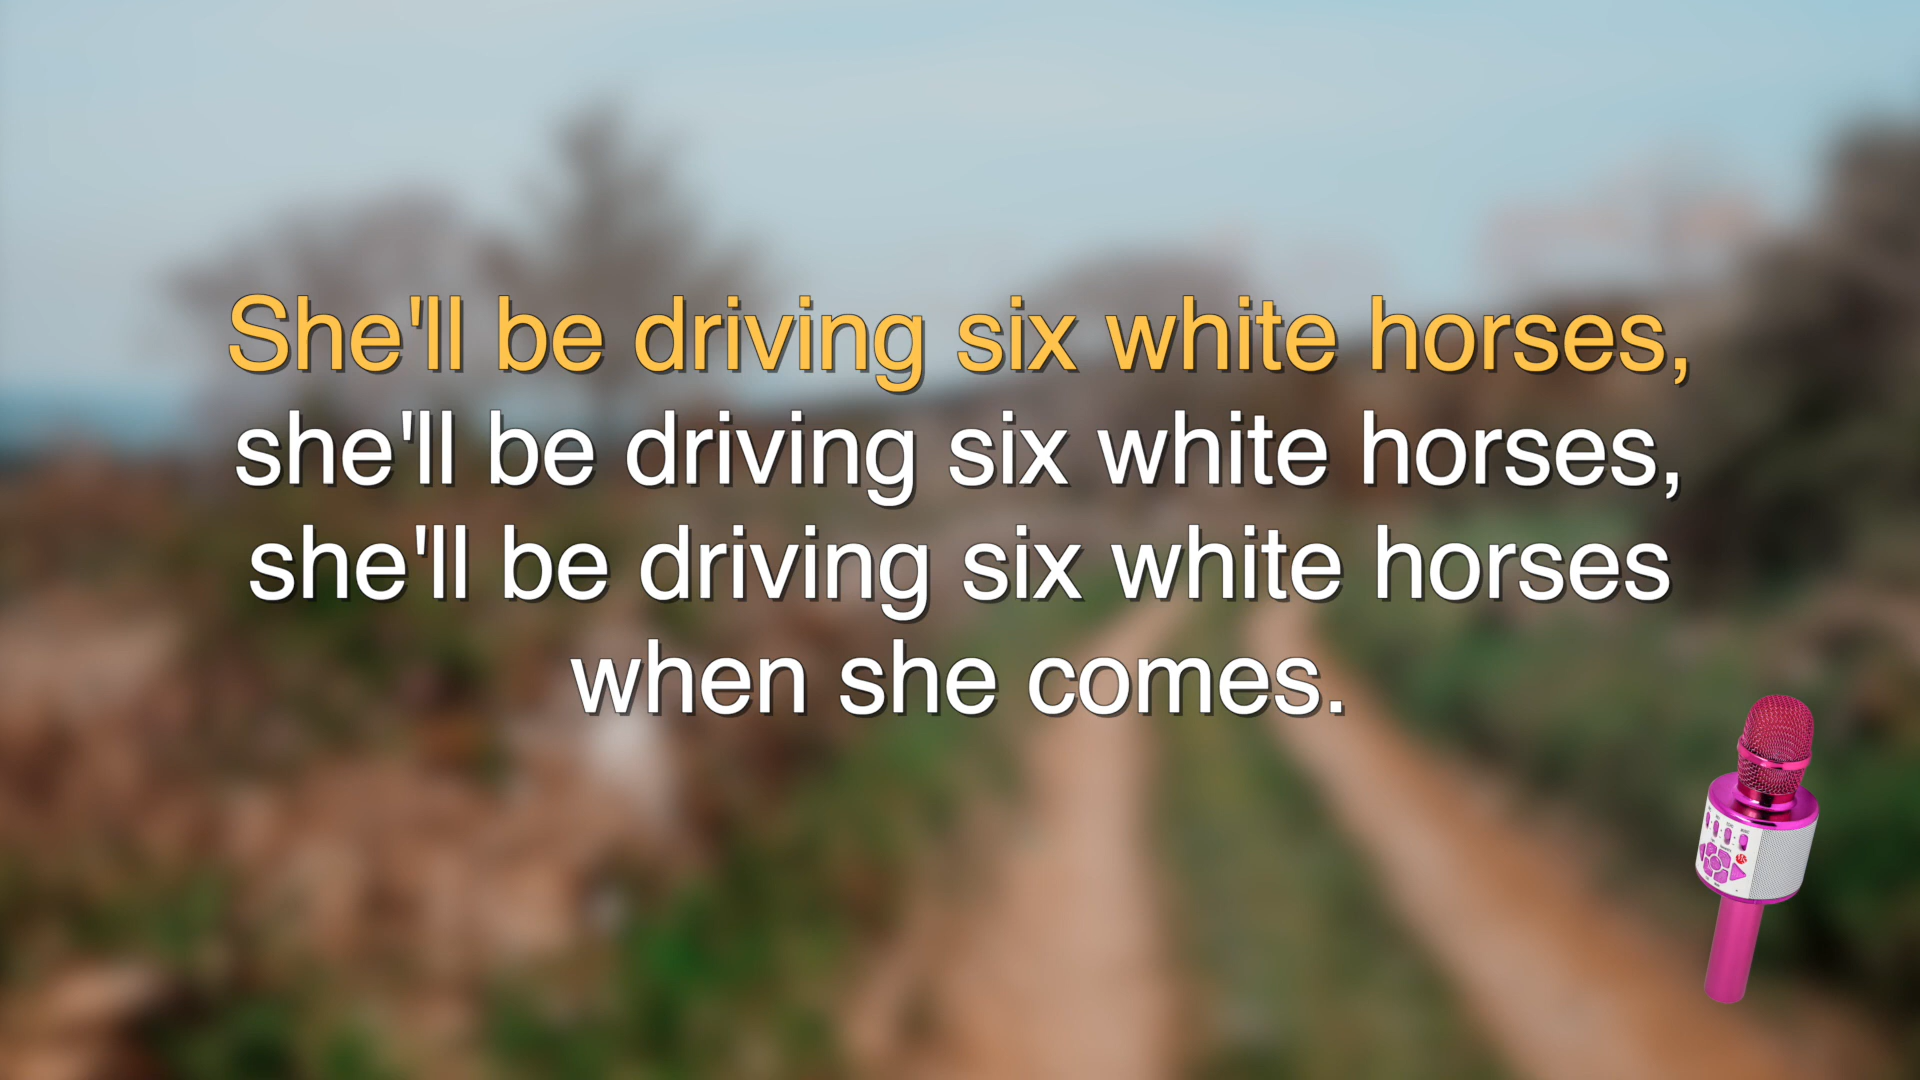 She'll be driving six white horses,
she'll be driving six white horses,
she'll be driving six white horses
when she comes.